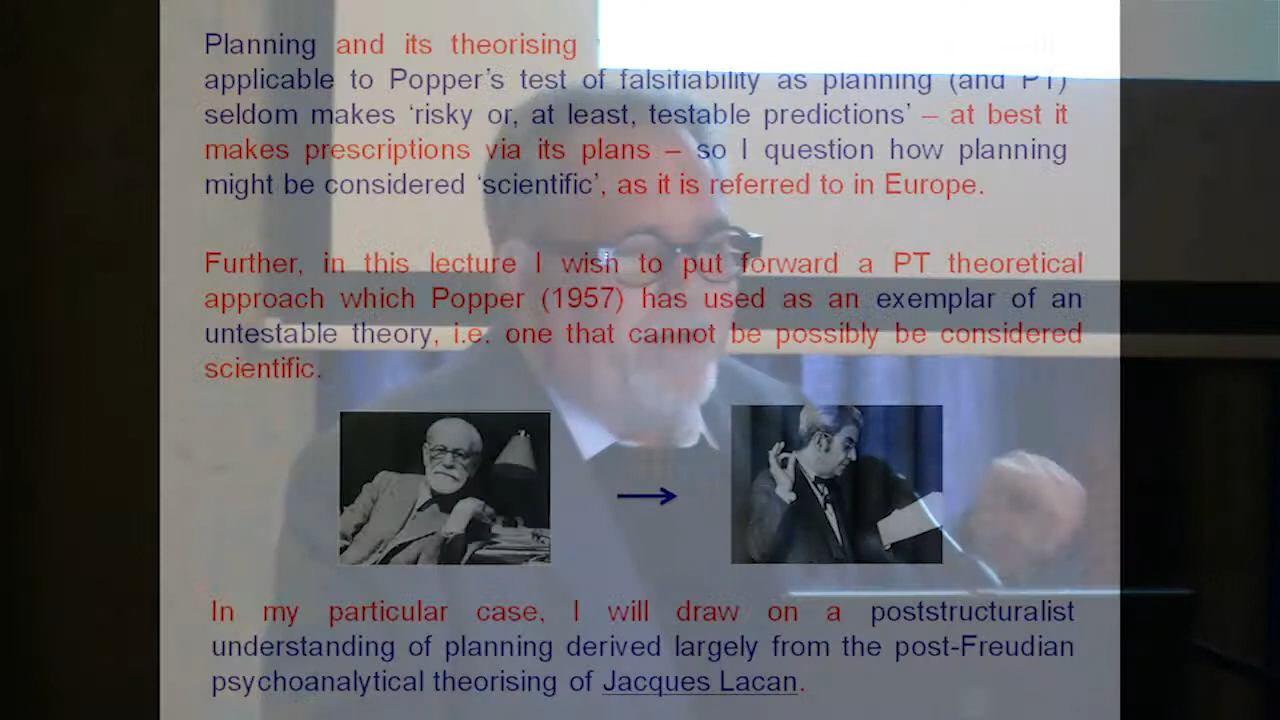 Planning and its theorising
applicable to Popper's test of falsifiability as planning (and PT)
seldom makes ‘risky or, at least, testable predictions’ – at best it
makes prescriptions via its plans – so I question how planning
might be considered ‘scientific’, as it is referred to in Europe.
Further, in this lecture I wish to put forward a PT theoretical
approach which Popper (1957) has used as an exemplar of an
untestable theory, i.e. one that cannot be possibly be considered
scientific.
In my particular case, I will draw on a poststructuralist
understanding of planning derived largely from the post-Freudian
psychoanalytical theorising of Jacques Lacan.